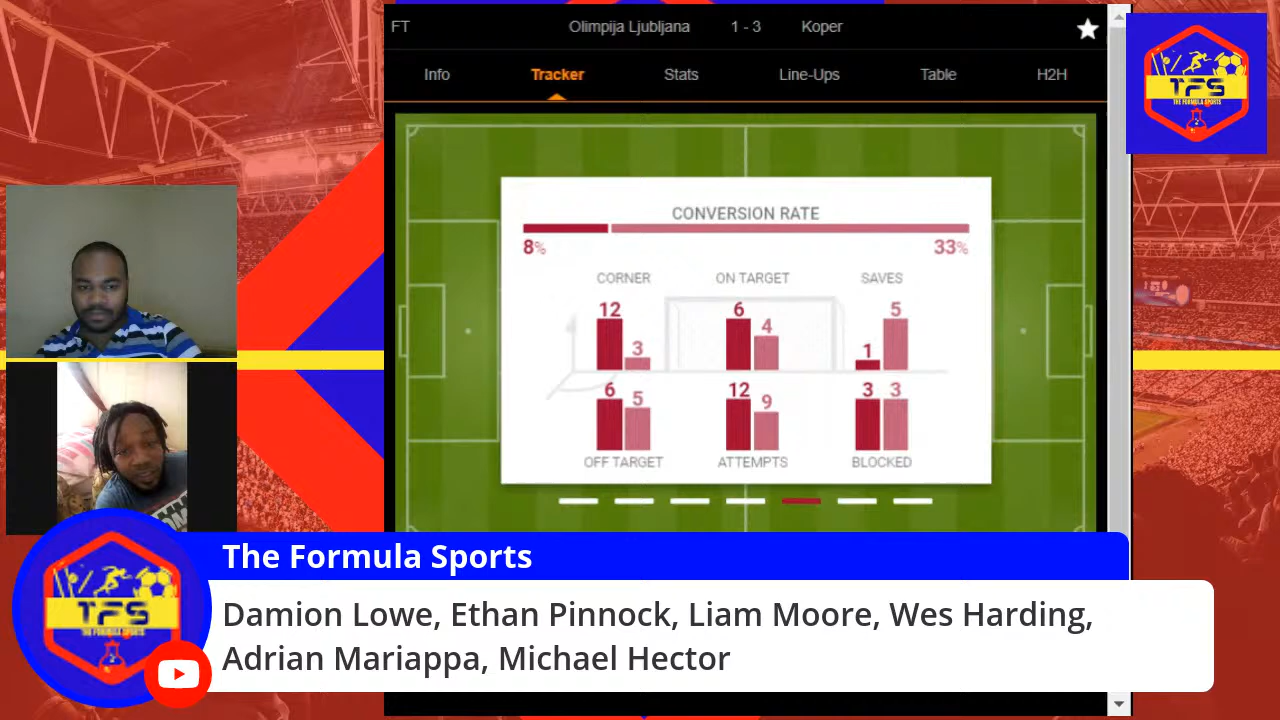 FT Olimpija Ljubljana 1 - 3 Koper
Info Tracker Stats Line-Ups Table H2H
TFS
THE FORMULA SPORTS
CONVERSION RATE
8% 33%
CORNER ON TARGET SAVES
12 3 6 4 1 5
6 5 12 9 3 3
OFF TARGET ATTEMPTS BLOCKED
TFS
THE FORMULA SPORTS
The Formula Sports
Damion Lowe, Ethan Pinnock, Liam Moore, Wes Harding,
Adrian Mariappa, Michael Hector